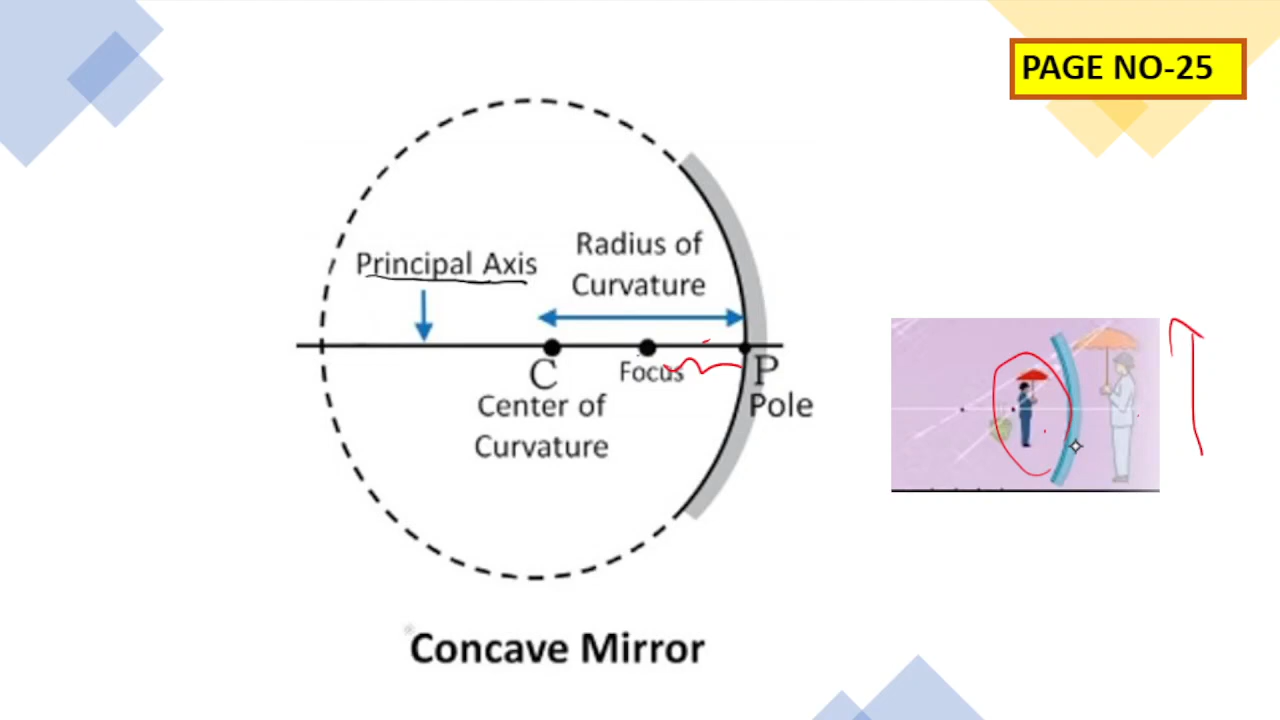 PAGE NO-25
Radius of
Curvature
Principal Axis
C
Focus
P
Center of
Curvature
Pole
Concave Mirror